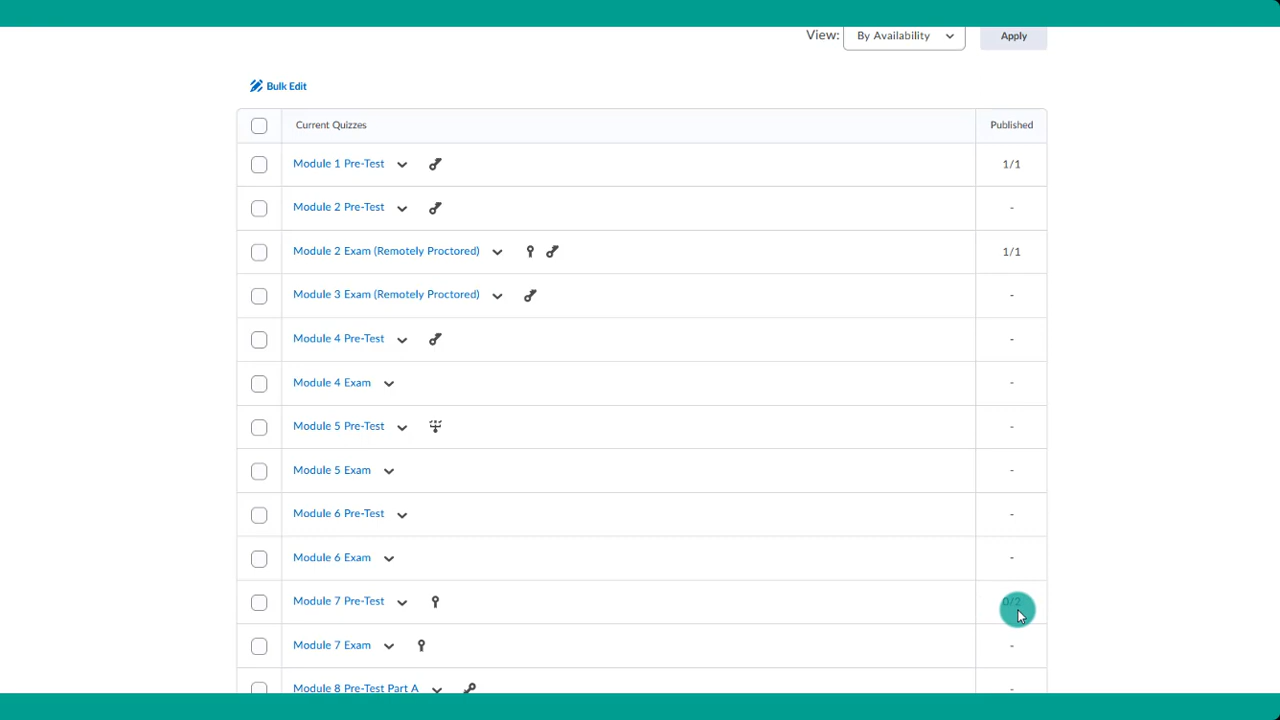 View: By Availability Apply
Bulk Edit
Current Quizzes Published
Module 1 Pre-Test 1/1
Module 2 Pre-Test -
Module 2 Exam (Remotely Proctored) 1/1
Module 3 Exam (Remotely Proctored) -
Module 4 Pre-Test -
Module 4 Exam -
Module 5 Pre-Test -
Module 5 Exam -
Module 6 Pre-Test -
Module 6 Exam -
Module 7 Pre-Test 0/2
Module 7 Exam -
Module 8 Pre-Test Part A -